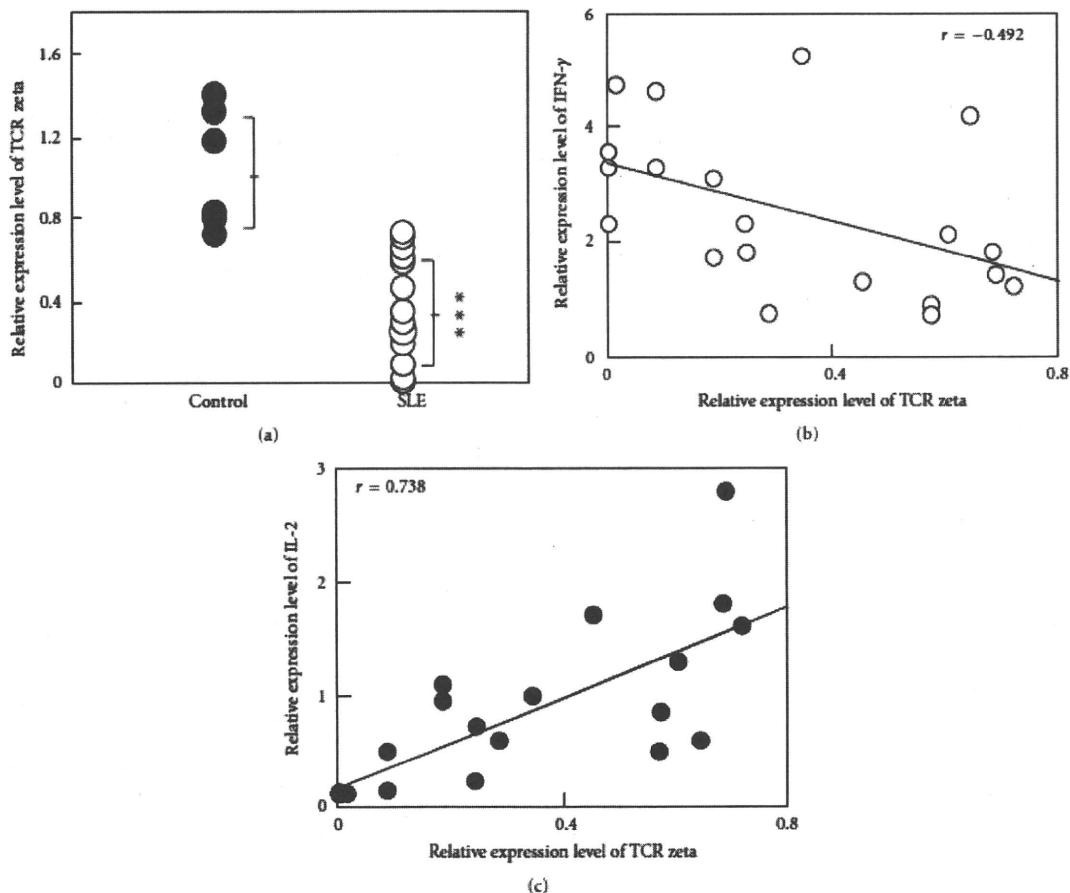 1.6
1.2
0.8
0.4
0
Relative expression level of TCR zeta
Control
SLE
* * *
(a)
6
4
2
0
Relative expression level of IFN-γ
r = −0.492
0.4
0.8
Relative expression level of TCR zeta
(b)
3
2
1
0
Relative expression level of IL-2
r = 0.738
0
0.4
0.8
Relative expression level of TCR zeta
(c)